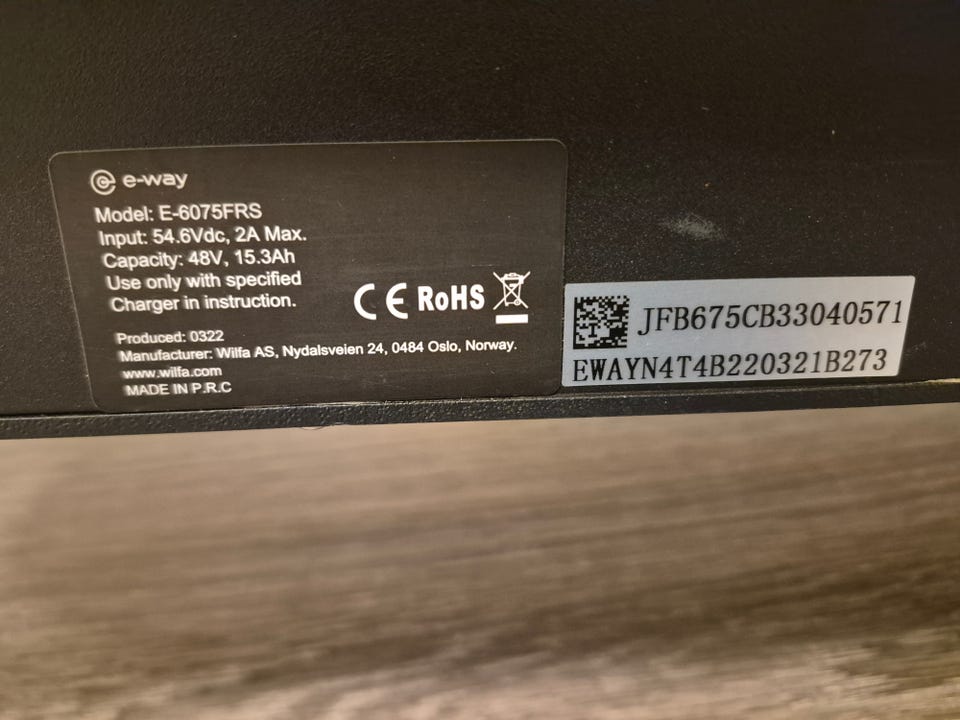 e-way
Model: E-6075FRS
Input: 54.6Vdc, 2A Max.
Capacity: 48V, 15.3Ah
Use only with specified
Charger in instruction.
CE RoHS
Produced: 0322
Manufacturer: Wilfa AS, Nydalsveien 24, 0484 Oslo, Norway.
www.wilfa.com
MADE IN P.R.C
JFB675CB33040571
EWAYN4T4B220321B273